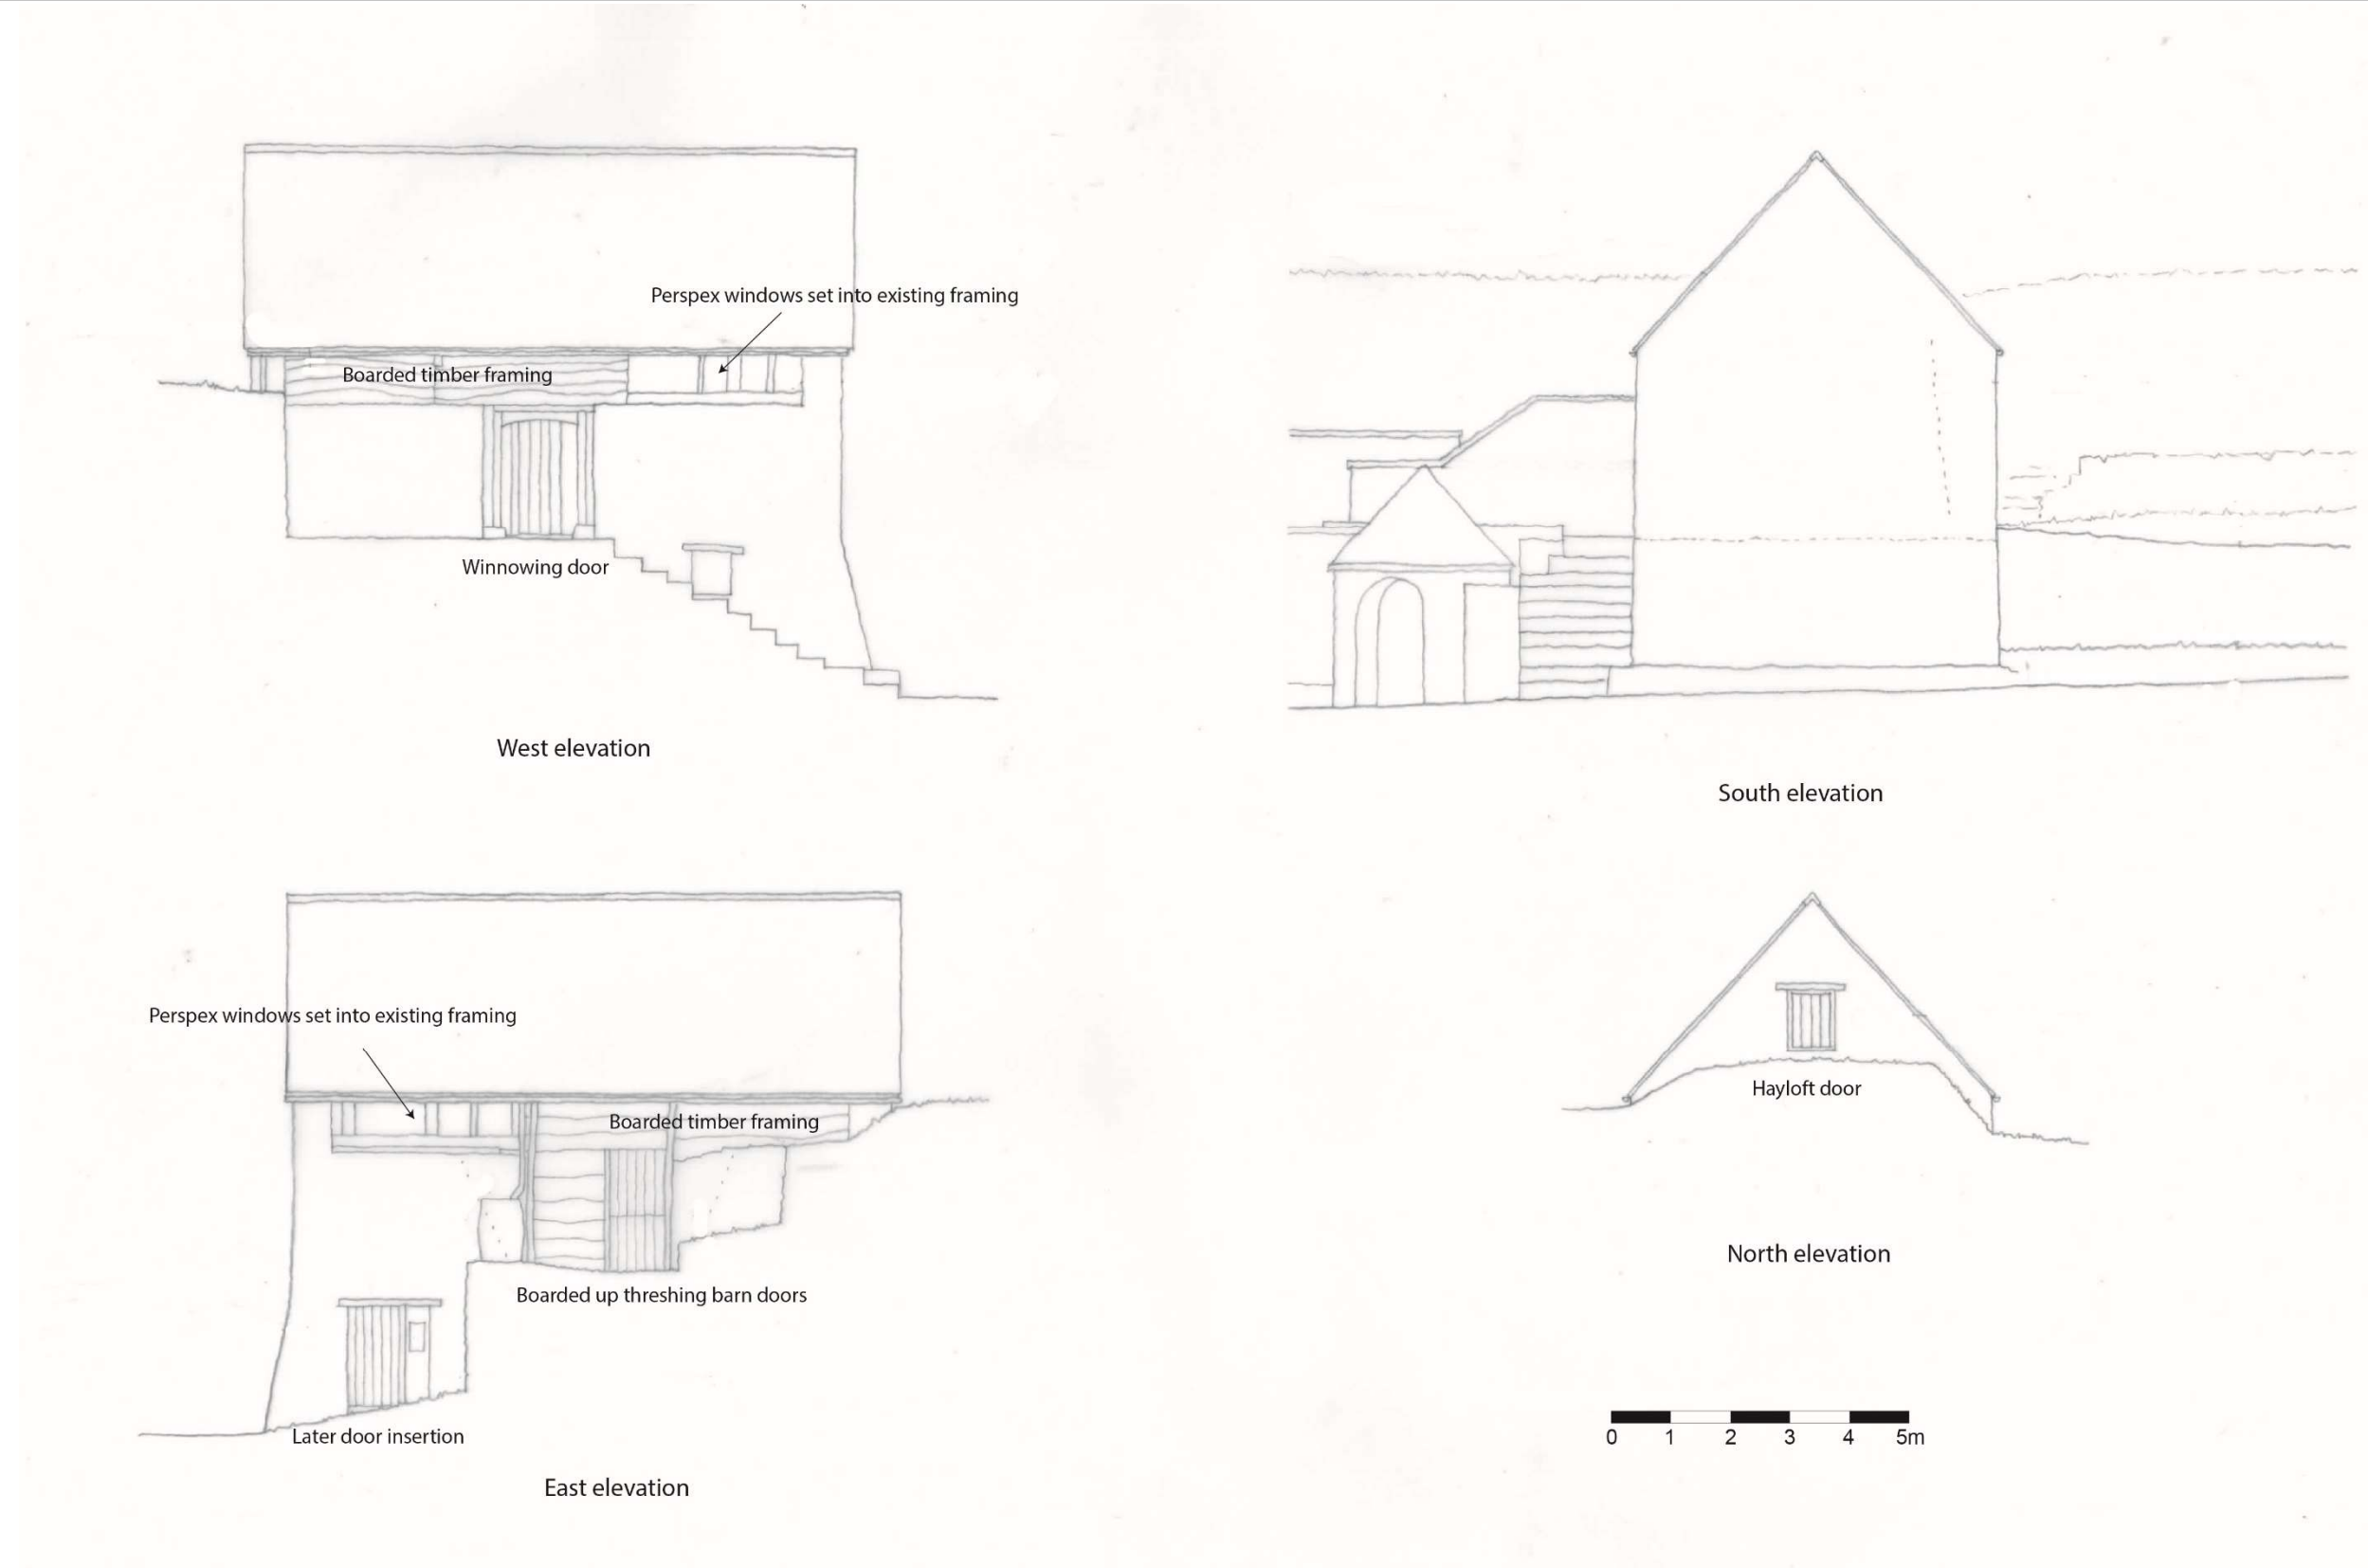 Perspex windows set into existing framing
Boarded timber framing
Winnowing door
West elevation
South elevation
Perspex windows set into existing framing
Boarded timber framing
Boarded up threshing barn doors
Later door insertion
East elevation
Hayloft door
North elevation
0 1 2 3 4 5m